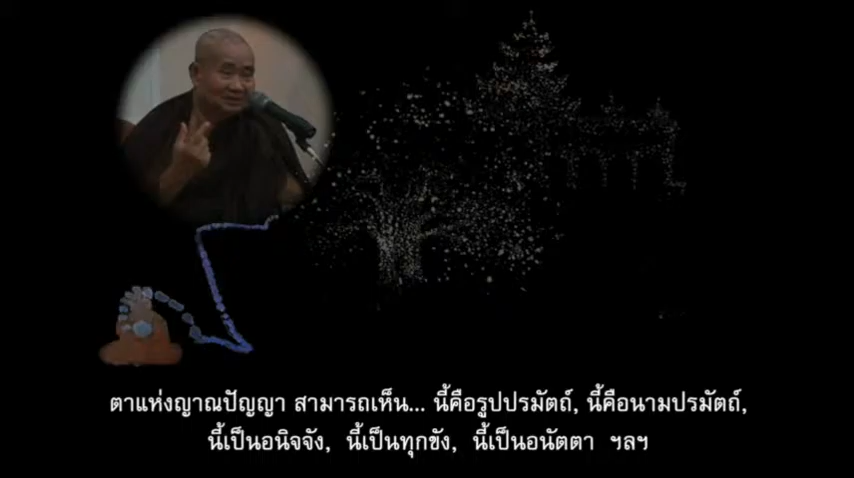 ตาแห่งญาณปัญญา สามารถเห็น... นี้คือรูปปรมัตถ์, นี้คือนามปรมัตถ์,
นี้เป็นอนิจจัง, นี้เป็นทุกขัง, นี้เป็นอนัตตา ฯลฯ